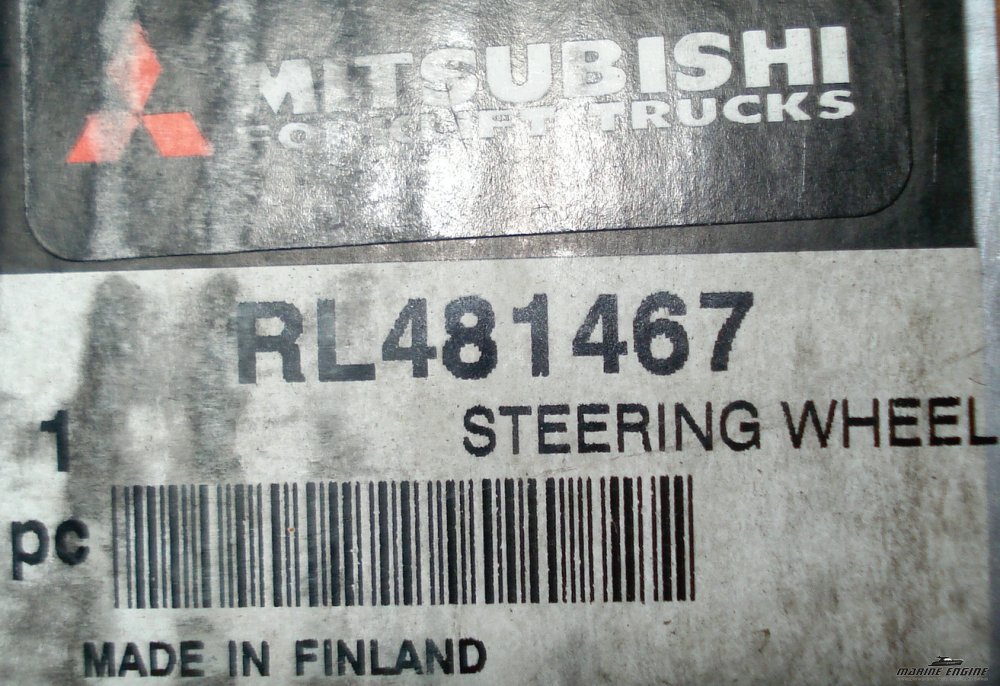 MITSUBISHI
FORKLIFT TRUCKS
RL481467
1
STEERING WHEEL
pc
MADE IN FINLAND
MARINE ENGINE